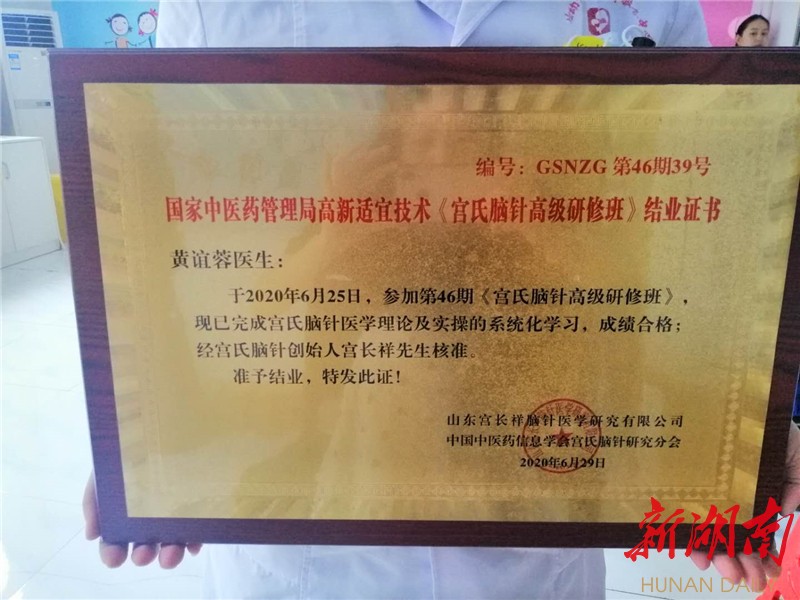 编号：GSNZG 第46期39号
国家中医药管理局高新适宜技术《宫氏脑针高级研修班》结业证书
黄谊蓉医生：
于2020年6月25日，参加第46期《宫氏脑针高级研修班》，
现已完成宫氏脑针医学理论及实操的系统化学习，成绩合格；
经宫氏脑针创始人宫长祥先生核准。
准予结业，特发此证！
山东宫长祥脑针医学研究有限公司
中国中医药信息学会宫氏脑针研究分会
2020年6月29日
新湖南
HUNAN DAILY